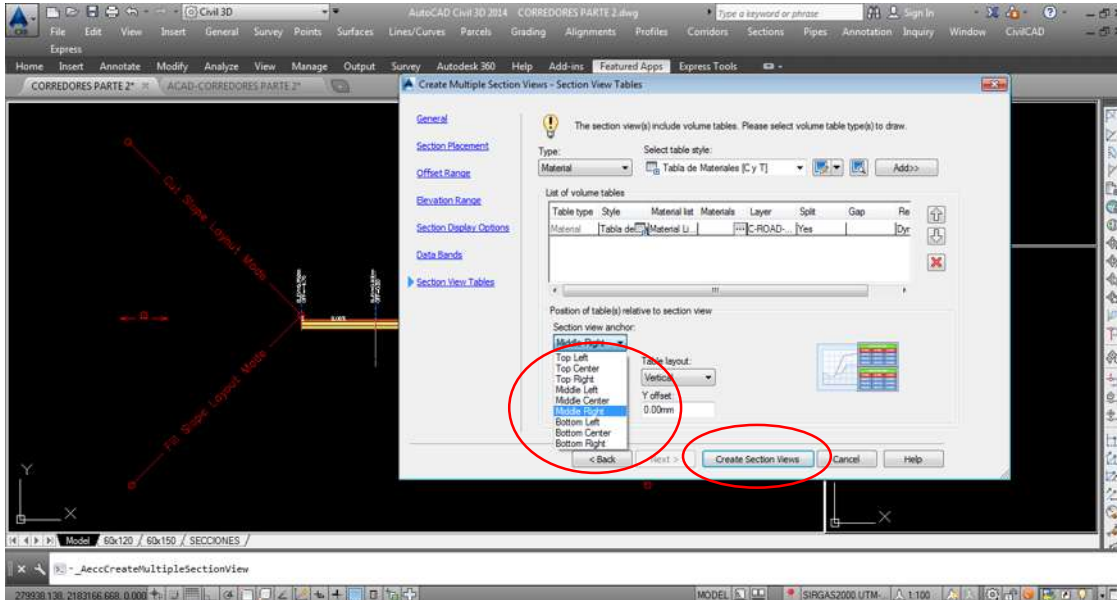 Civil 3D
AutoCAD Civil 3D 2014 CORREDORES PARTE 2.dwg
Type a keyword or phrase
Sign In
File Edit View Insert General Survey Points Surfaces Lines/Curves Parcels Grading Alignments Profiles Corridors Sections Pipes Annotation Inquiry Window CivilCAD
Express
Home Insert Annotate Modify Analyze View Manage Output Survey Autodesk 360 Help Add-ins Featured Apps Express Tools
CORREDORES PARTE 2*
ACAD-CORREDORES PARTE 2*
Create Multiple Section Views - Section View Tables
General
Section Placement
Offset Range
Elevation Range
Section Display Options
Data Bands
Section View Tables
The section view(s) include volume tables. Please select volume table type(s) to draw.
Type:
Select table style:
Material
Tabla de Materiales [C y T]
Add>>
List of volume tables
Table type Style Material list Materials Layer Split Gap Re
Material Tabla de Material Li... ... C-ROAD-... Yes Dyr
Position of table(s) relative to section view
Section view anchor:
Middle Right
Top Left
Top Center
Top Right
Middle Left
Middle Center
Middle Right
Bottom Left
Bottom Center
Bottom Right
Table layout:
Vertical
Y offset:
0.00mm
< Back
Next >
Create Section Views
Cancel
Help
Cut Slope Layout Mode
Fill Slope Layout Mode
Y
X
X
Model
60x120
60x150
SECCIONES
-_AeccCreateMultipleSectionView
279938.138, 2183166.668, 0.000
MODEL
SIRGAS2000 UTM-
1:100